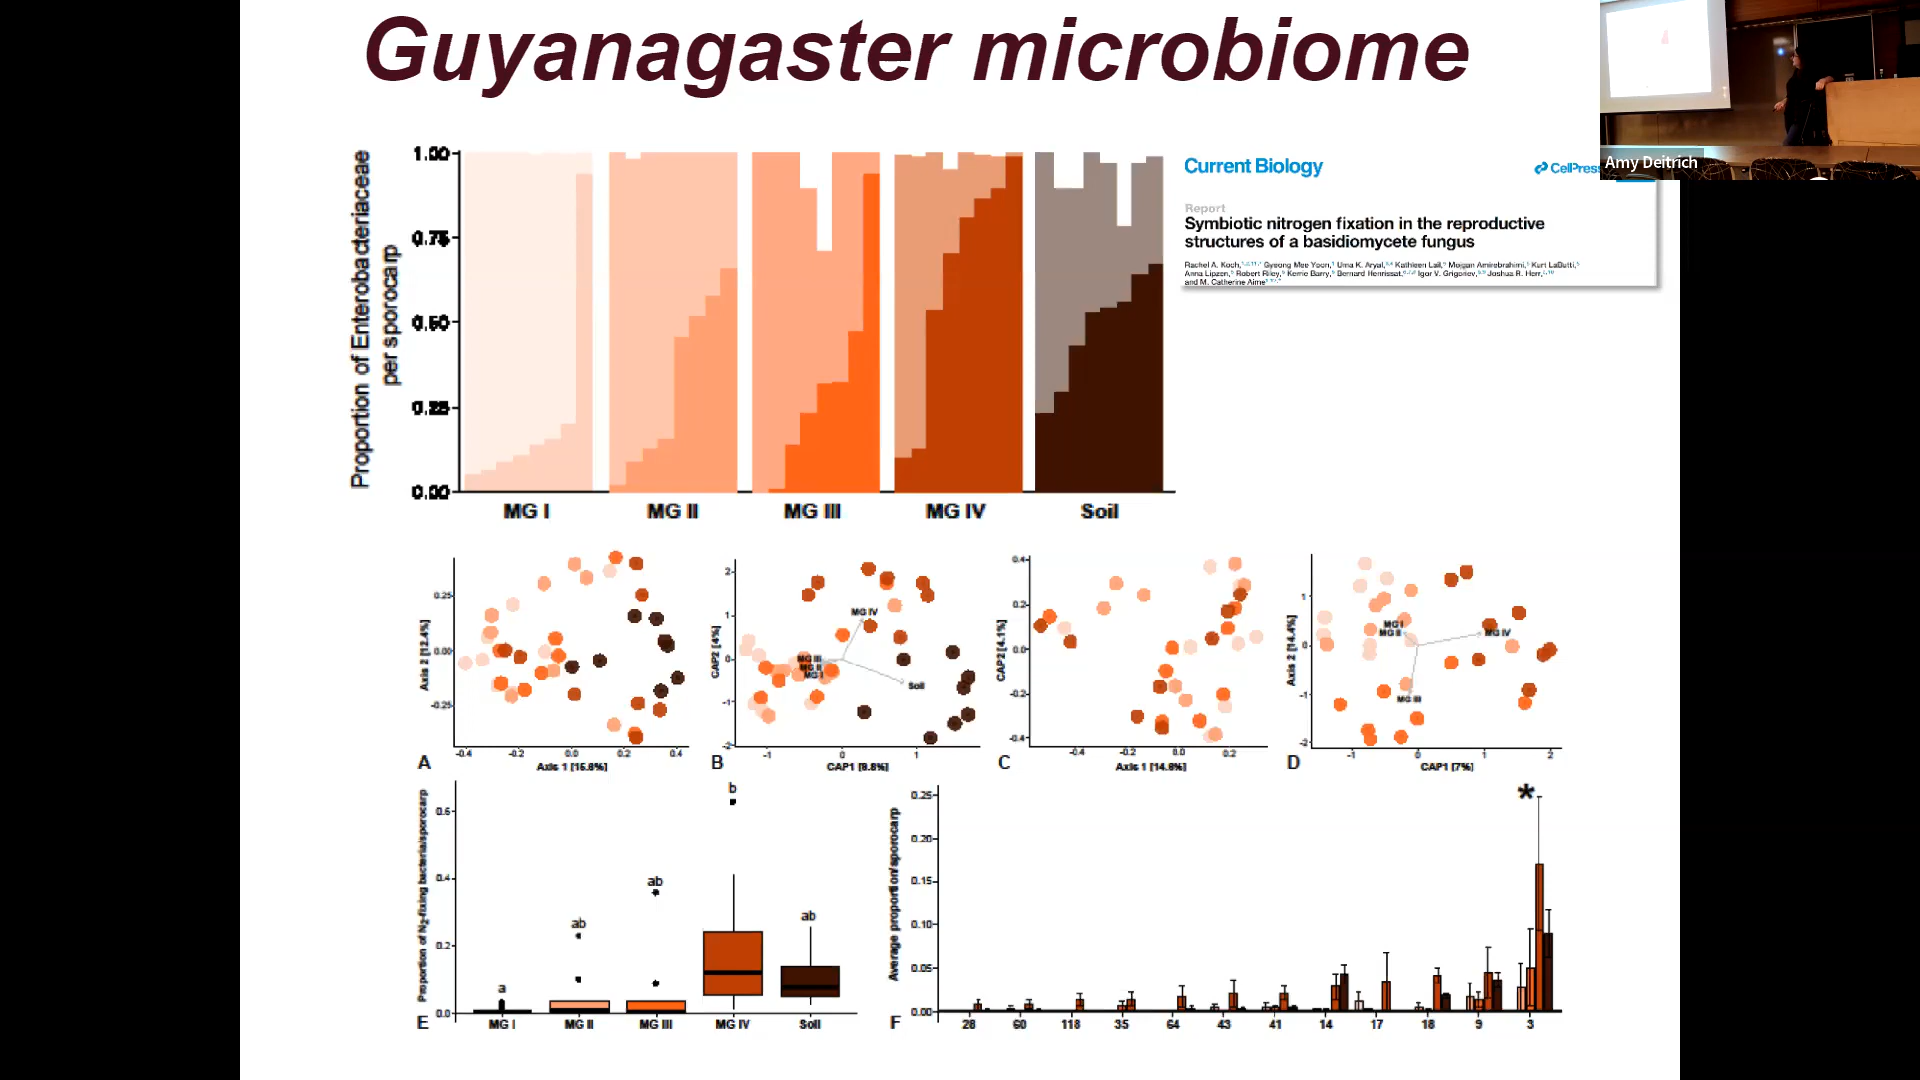 Guyanagaster microbiome
Amy Deitrich
Proportion of Enterobacteriaceae
per sporocarp
1.00
0.75
0.50
0.25
0.00
MG I
MG II
MG III
MG IV
Soil
Current Biology
CellPress
Report
Symbiotic nitrogen fixation in the reproductive
structures of a basidiomycete fungus
Rachel A. Koch, Gyeong Mee Yoon, Uma K. Aryal, Kathleen Lail, Mojgan Amirebrahimi, Kurt LaButti,
Anna Lipzen, Robert Riley, Kerrie Barry, Bernard Henrissat, Igor V. Grigoriev, Joshua R. Herr,
and M. Catherine Aime
Axis 2 [12.4%]
0.25
0.00
-0.25
-0.4
-0.2
0.0
0.2
0.4
Axis 1 [15.6%]
A
CAP2 [4%]
2
1
0
-1
-2
MG IV
MG III
MG II
MG I
Soil
-1
0
1
CAP1 [9.8%]
B
CAP2 [4.1%]
0.4
0.2
0.0
-0.2
-0.4
-0.4
-0.2
0.0
0.2
Axis 1 [14.6%]
C
Axis 2 [14.4%]
1
0
-1
-2
MG I
MG II
MG IV
MG III
-1
0
1
2
CAP1 [7%]
D
Proportion of N2-fixing bacteria/sporocarp
0.6
0.4
0.2
0.0
a
ab
ab
b
ab
MG I
MG II
MG III
MG IV
Soil
E
Average proportion/sporocarp
0.25
0.20
0.15
0.10
0.05
0.00
*
28
60
118
35
64
43
41
14
17
18
9
3
F